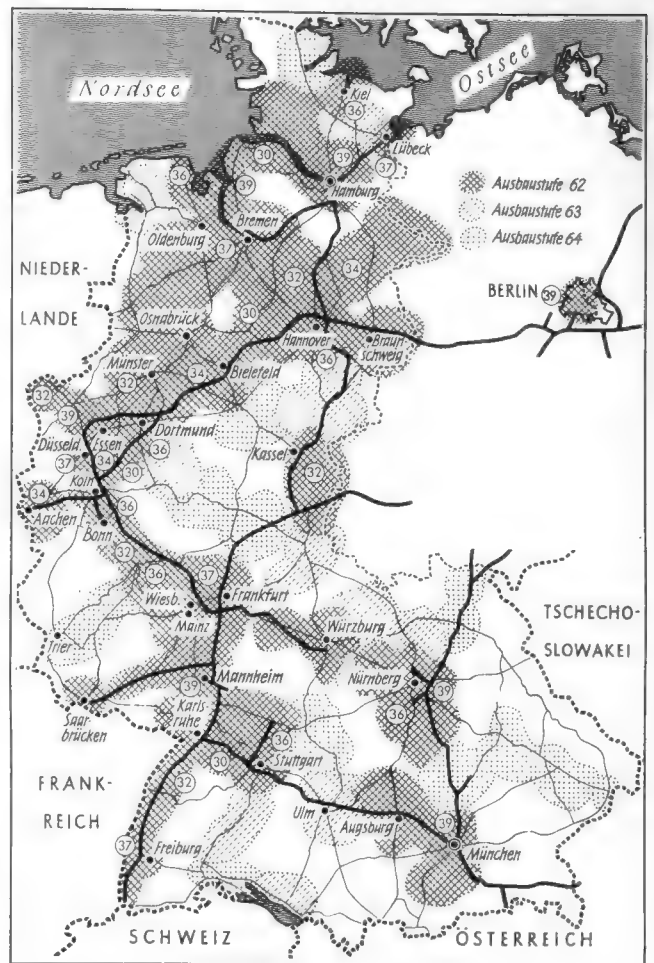 Nordsee
Ostsee
Kiel
36
Lübeck
37
39
30
Hamburg
36
39
Ausbaustufe 62
Ausbaustufe 63
Ausbaustufe 64
Bremen
Oldenburg
37
32
34
NIEDER-
LANDE
BERLIN 39
Osnabrück
30
Hannover
36
Braun
schweig
Münster
32
34
Bielefeld
32
39
Essen
Dortmund
36
Düsseld.
37
34
30
Kassel
32
Köln
34
Aachen
36
Bonn
32
36
37
Frankfurt
Wiesb.
Mainz
Würzburg
TSCHECHO-
SLOWAKEI
Trier
Mannheim
39
Nürnberg
39
36
Saar
brücken
Karls
ruhe
36
30
Stuttgart
FRANK-
REICH
32
Ulm
Augsburg
39
München
37
Freiburg
SCHWEIZ
ÖSTERREICH